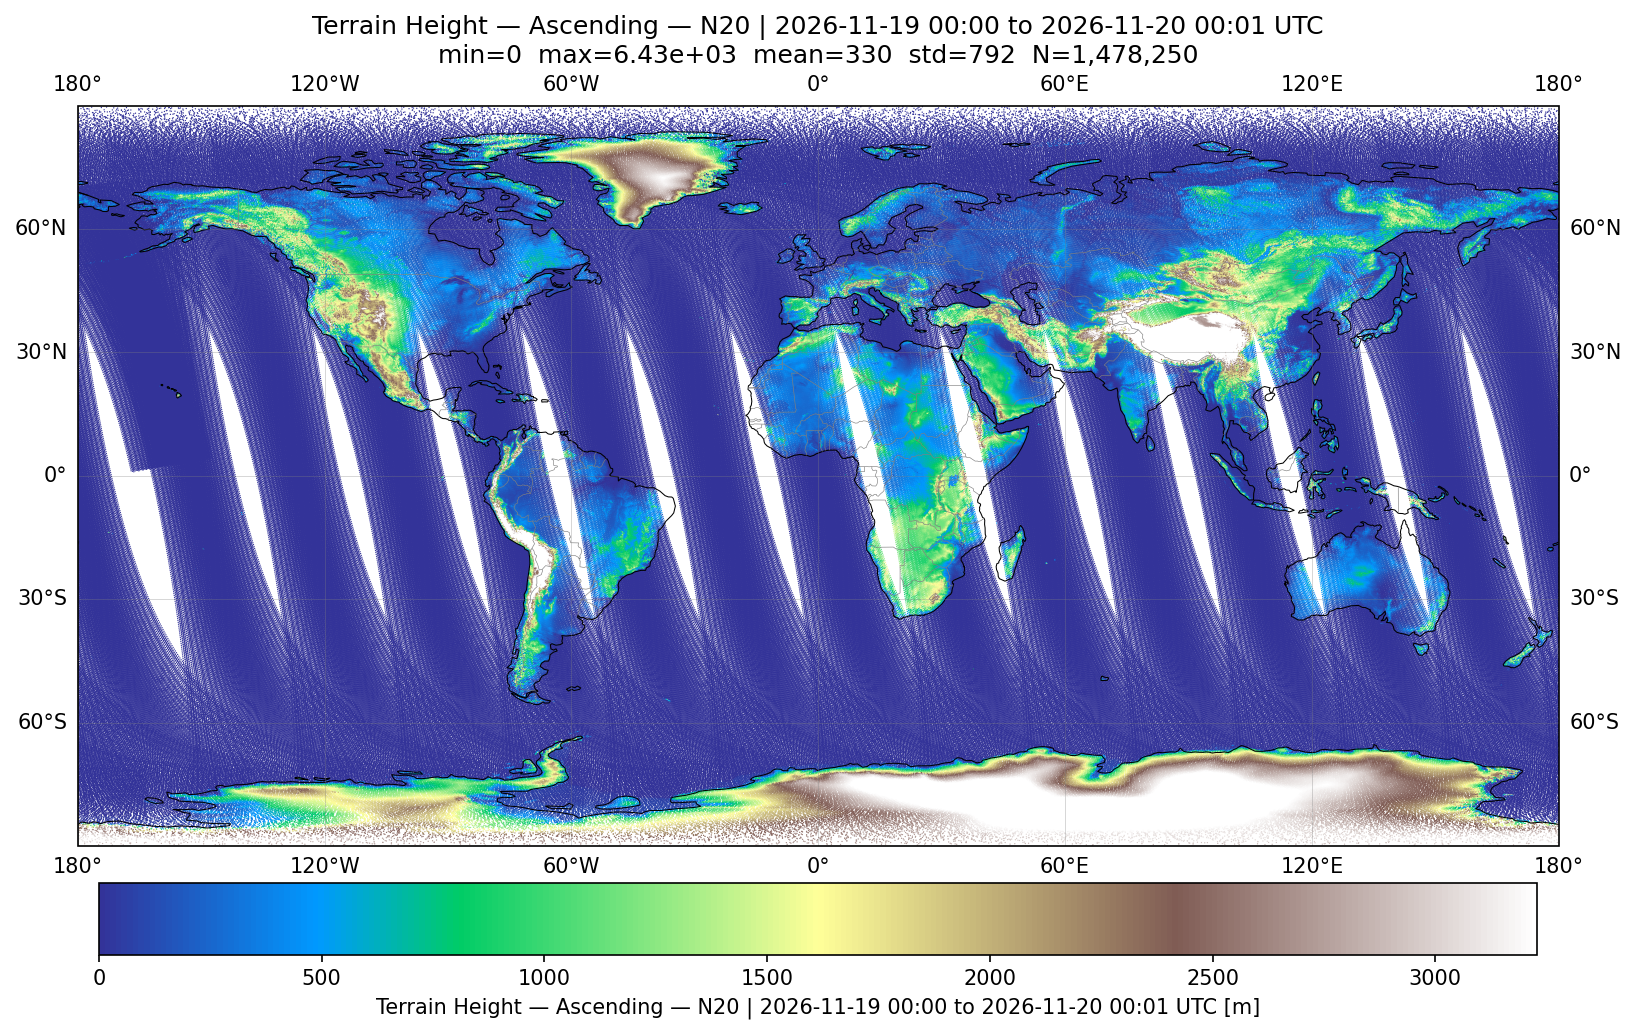 Terrain Height — Ascending — N20 | 2026-11-19 00:00 to 2026-11-20 00:01 UTC
min=0 max=6.43e+03 mean=330 std=792 N=1,478,250
180° 120°W 60°W 0° 60°E 120°E 180°
60°N 60°N
30°N 30°N
0° 0°
30°S 30°S
60°S 60°S
180° 120°W 60°W 0° 60°E 120°E 180°
0 500 1000 1500 2000 2500 3000
Terrain Height — Ascending — N20 | 2026-11-19 00:00 to 2026-11-20 00:01 UTC [m]